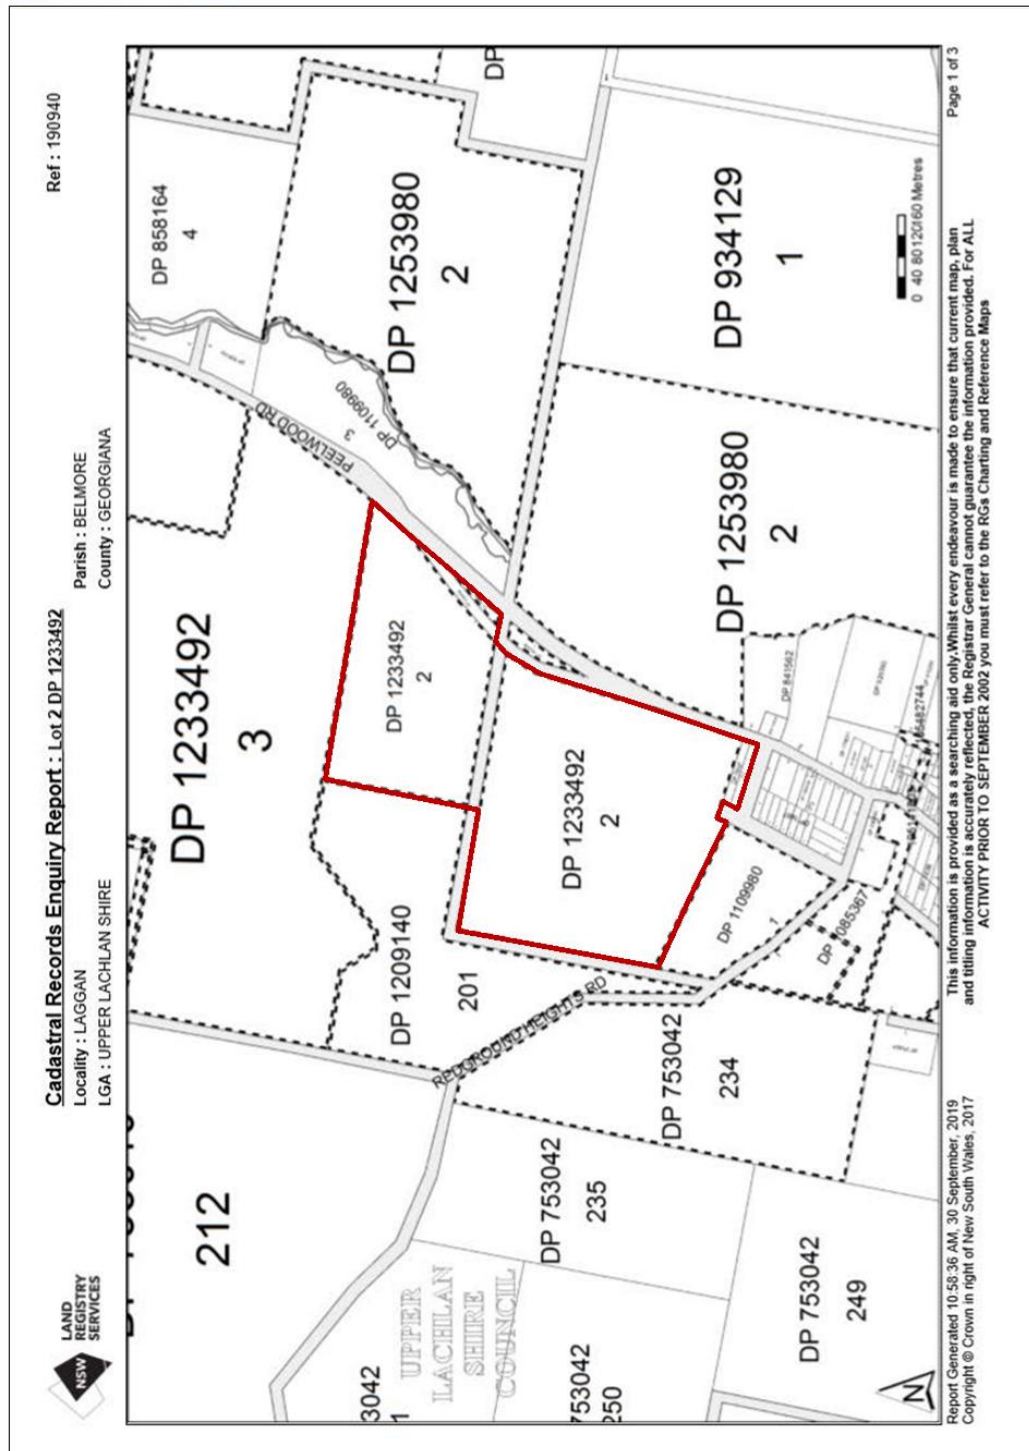 NSW
LAND
REGISTRY
SERVICES
Cadastral Records Enquiry Report : Lot 2 DP 1233492
Ref : 190940
Locality : LAGGAN
Parish : BELMORE
LGA : UPPER LACHLAN SHIRE
County : GEORGIANA
212
DP 1233492
3
DP 858164
4
DP
PEELWOOD RD
3
DP 1109980
DP 1253980
2
DP 1209140
201
DP 1233492
2
REDGROUND HEIGHTS RD
DP 1233492
2
UPPER
LACHLAN
SHIRE
COUNCIL
3042
1
DP 753042
235
DP 753042
234
DP 1109980
1
DP 841562
DP 1253980
2
DP 934129
1
753042
250
DP 753042
249
N
0 40 80 120160 Metres
Report Generated 10:58:36 AM, 30 September, 2019
Copyright © Crown in right of New South Wales, 2017
This information is provided as a searching aid only.Whilst every endeavour is made to ensure that current map, plan
and titling information is accurately reflected, the Registrar General cannot guarantee the information provided. For ALL
ACTIVITY PRIOR TO SEPTEMBER 2002 you must refer to the RGs Charting and Reference Maps
Page 1 of 3